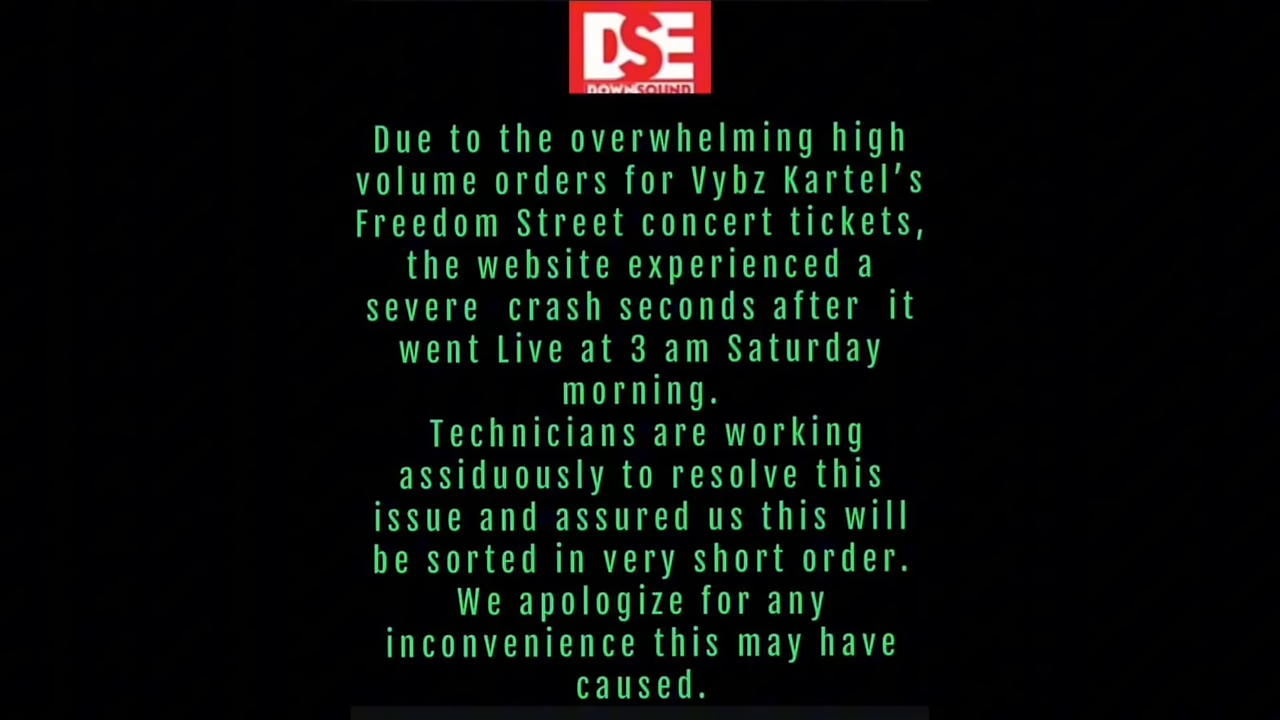 DSE
DOWNSOUND
Due to the overwhelming high
volume orders for Vybz Kartel’s
Freedom Street concert tickets,
the website experienced a
severe crash seconds after it
went Live at 3 am Saturday
morning.
Technicians are working
assiduously to resolve this
issue and assured us this will
be sorted in very short order.
We apologize for any
inconvenience this may have
caused.